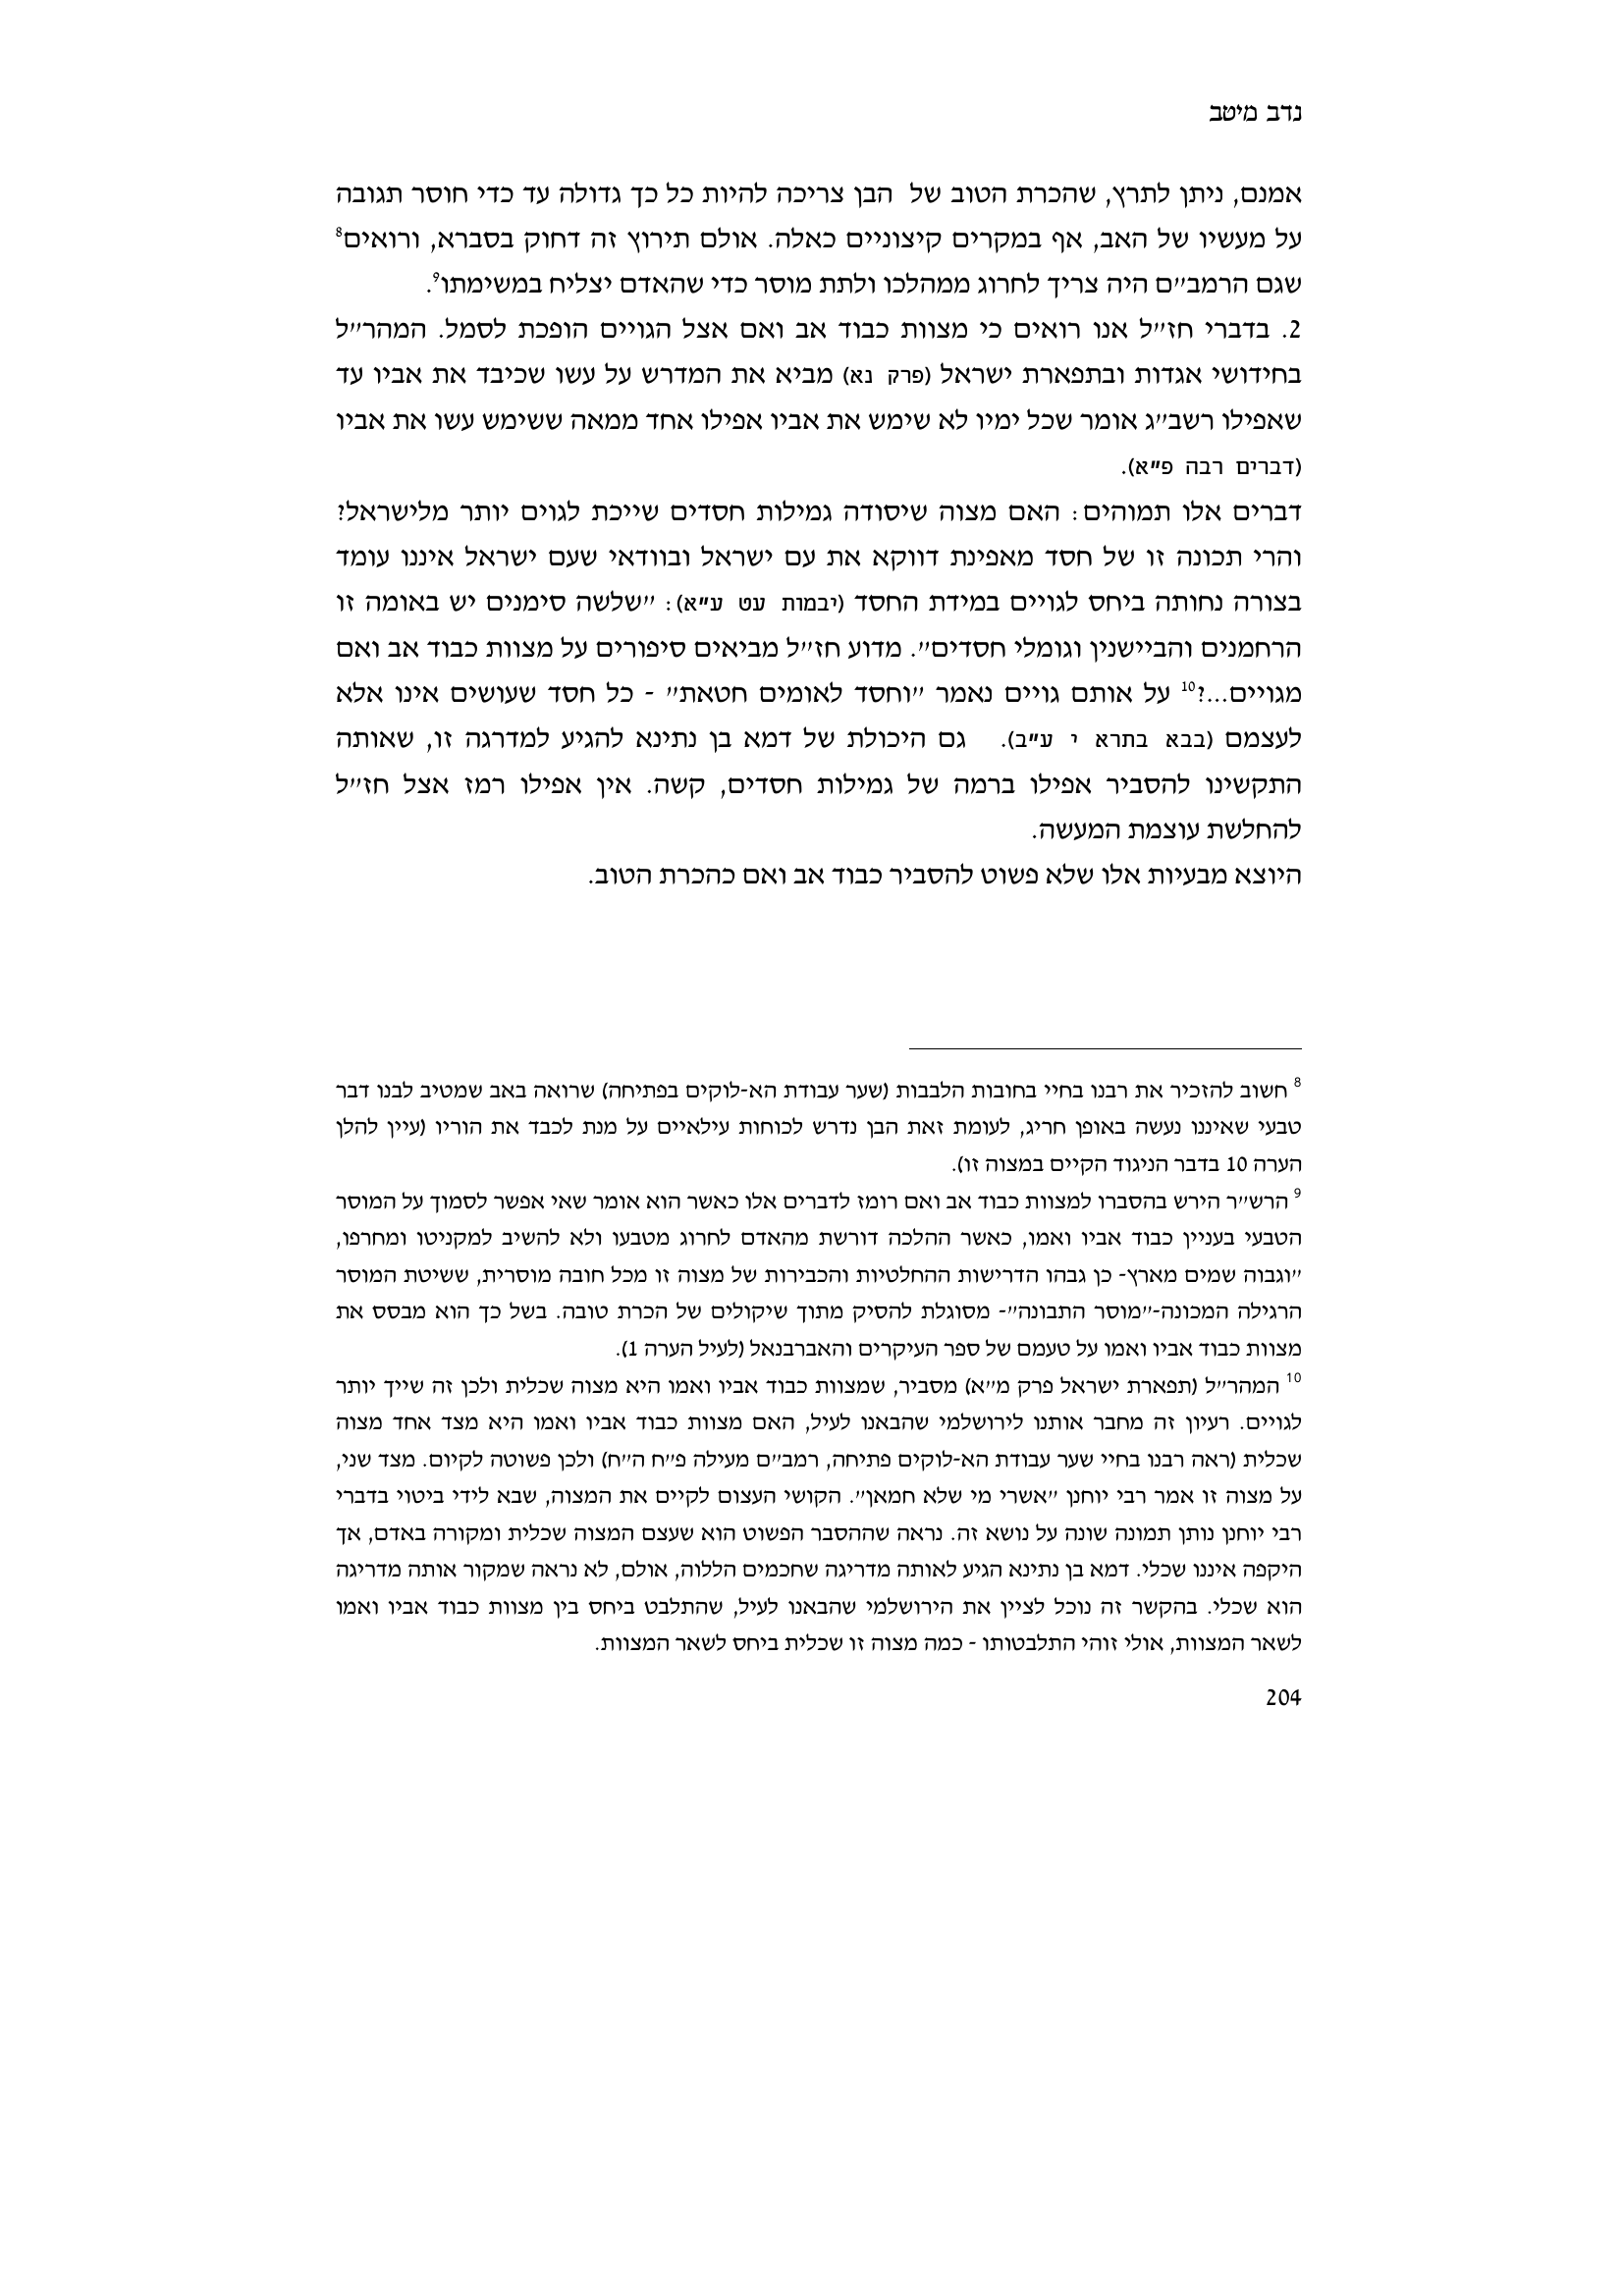 נדב מיטב
אמנם, ניתן לתרץ, שהכרת הטוב של הבן צריכה להיות כל כך גדולה עד כדי חוסר תגובה
על מעשיו של האב, אף במקרים קיצוניים כאלה. אולם תירוץ זה דחוק בסברא, ורואים8
שגם הרמב״ם היה צריך לחרוג ממהלכו ולתת מוסר כדי שהאדם יצליח במשימתו9.
2. בדברי חז״ל אנו רואים כי מצוות כבוד אב ואם אצל הגויים הופכת לסמל. המהר״ל
בחידושי אגדות ובתפארת ישראל (פרק נא) מביא את המדרש על עשו שכיבד את אביו עד
שאפילו רשב״ג אומר שכל ימיו לא שימש את אביו אפילו אחד ממאה ששימש עשו את אביו
(דברים רבה פ״א).
דברים אלו תמוהים: האם מצוה שיסודה גמילות חסדים שייכת לגוים יותר מלישראל?
והרי תכונה זו של חסד מאפינת דווקא את עם ישראל ובוודאי שעם ישראל איננו עומד
בצורה נחותה ביחס לגויים במידת החסד (יבמות עט ע״א): ״שלשה סימנים יש באומה זו
הרחמנים והביישנין וגומלי חסדים״. מדוע חז״ל מביאים סיפורים על מצוות כבוד אב ואם
מגויים...?10 על אותם גויים נאמר ״וחסד לאומים חטאת״ - כל חסד שעושים אינו אלא
לעצמם (בבא בתרא י ע״ב). גם היכולת של דמא בן נתינא להגיע למדרגה זו, שאותה
התקשינו להסביר אפילו ברמה של גמילות חסדים, קשה. אין אפילו רמז אצל חז״ל
להחלשת עוצמת המעשה.
היוצא מבעיות אלו שלא פשוט להסביר כבוד אב ואם כהכרת הטוב.
8 חשוב להזכיר את רבנו בחיי בחובות הלבבות (שער עבודת הא-לוקים בפתיחה) שרואה באב שמטיב לבנו דבר
טבעי שאיננו נעשה באופן חריג, לעומת זאת הבן נדרש לכוחות עילאיים על מנת לכבד את הוריו (עיין להלן
הערה 10 בדבר הניגוד הקיים במצוה זו).
9 הרש״ר הירש בהסברו למצוות כבוד אב ואם רומז לדברים אלו כאשר הוא אומר שאי אפשר לסמוך על המוסר
הטבעי בעניין כבוד אביו ואמו, כאשר ההלכה דורשת מהאדם לחרוג מטבעו ולא להשיב למקניטו ומחרפו,
״וגבוה שמים מארץ- כן גבהו הדרישות ההחלטיות והכבירות של מצוה זו מכל חובה מוסרית, ששיטת המוסר
הרגילה המכונה-״מוסר התבונה״- מסוגלת להסיק מתוך שיקולים של הכרת טובה. בשל כך הוא מבסס את
מצוות כבוד אביו ואמו על טעמם של ספר העיקרים והאברבנאל (לעיל הערה 1).
10 המהר״ל (תפארת ישראל פרק מ״א) מסביר, שמצוות כבוד אביו ואמו היא מצוה שכלית ולכן זה שייך יותר
לגויים. רעיון זה מחבר אותנו לירושלמי שהבאנו לעיל, האם מצוות כבוד אביו ואמו היא מצד אחד מצוה
שכלית (ראה רבנו בחיי שער עבודת הא-לוקים פתיחה, רמב״ם מעילה פ״ח ה״ח) ולכן פשוטה לקיום. מצד שני,
על מצוה זו אמר רבי יוחנן ״אשרי מי שלא חמאן״. הקושי העצום לקיים את המצוה, שבא לידי ביטוי בדברי
רבי יוחנן נותן תמונה שונה על נושא זה. נראה שההסבר הפשוט הוא שעצם המצוה שכלית ומקורה באדם, אך
היקפה איננו שכלי. דמא בן נתינא הגיע לאותה מדריגה שחכמים הללוה, אולם, לא נראה שמקור אותה מדריגה
הוא שכלי. בהקשר זה נוכל לציין את הירושלמי שהבאנו לעיל, שהתלבט ביחס בין מצוות כבוד אביו ואמו
לשאר המצוות, אולי זוהי התלבטותו - כמה מצוה זו שכלית ביחס לשאר המצוות.
204